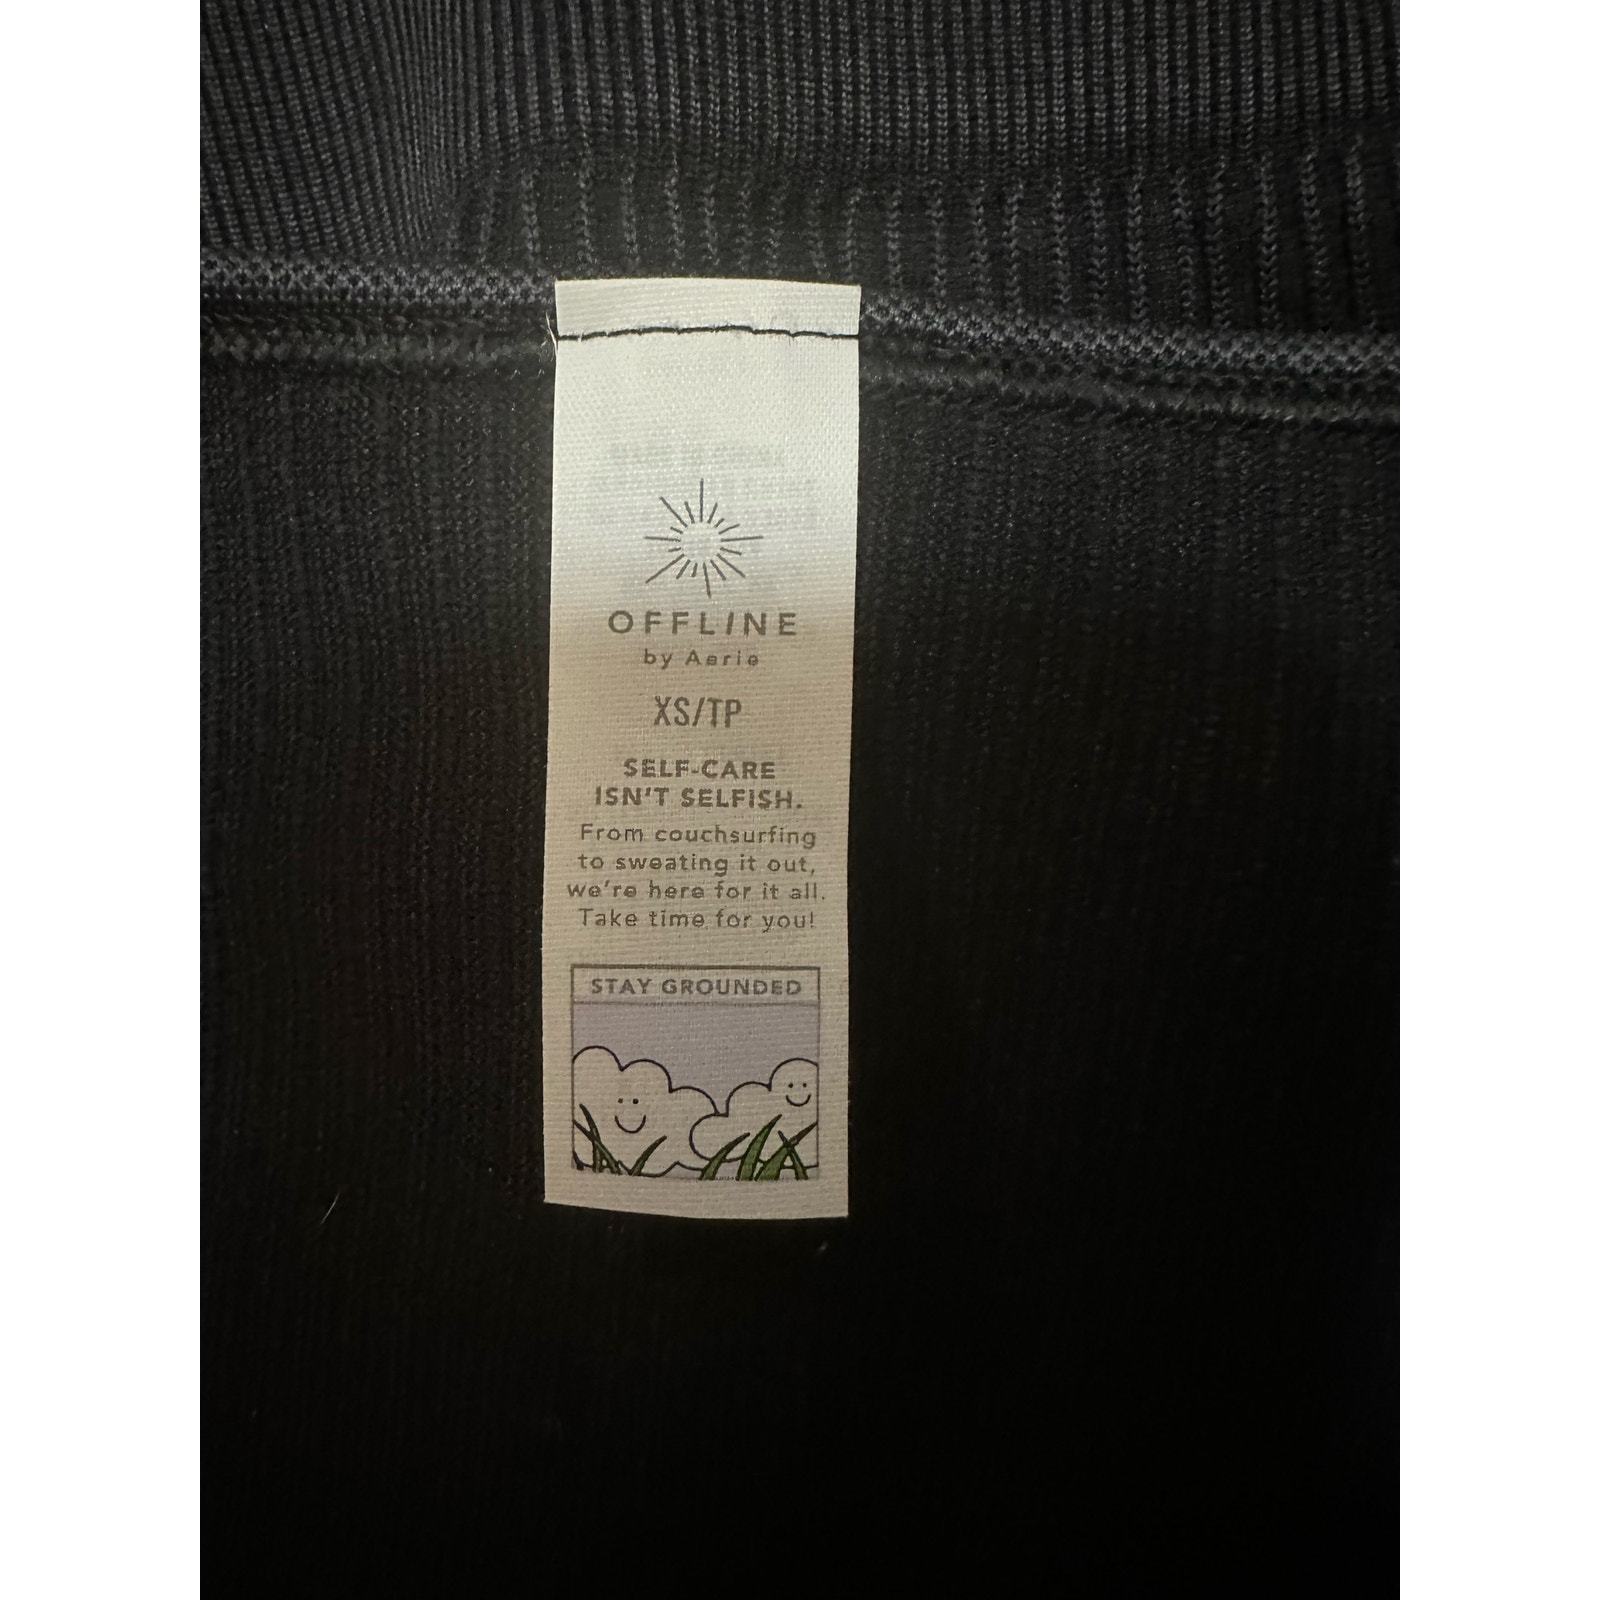 OFFLINE
by Aerie
XS/TP
SELF-CARE
ISN'T SELFISH.
From couchsurfing
to sweating it out,
we're here for it all.
Take time for you!
STAY GROUNDED